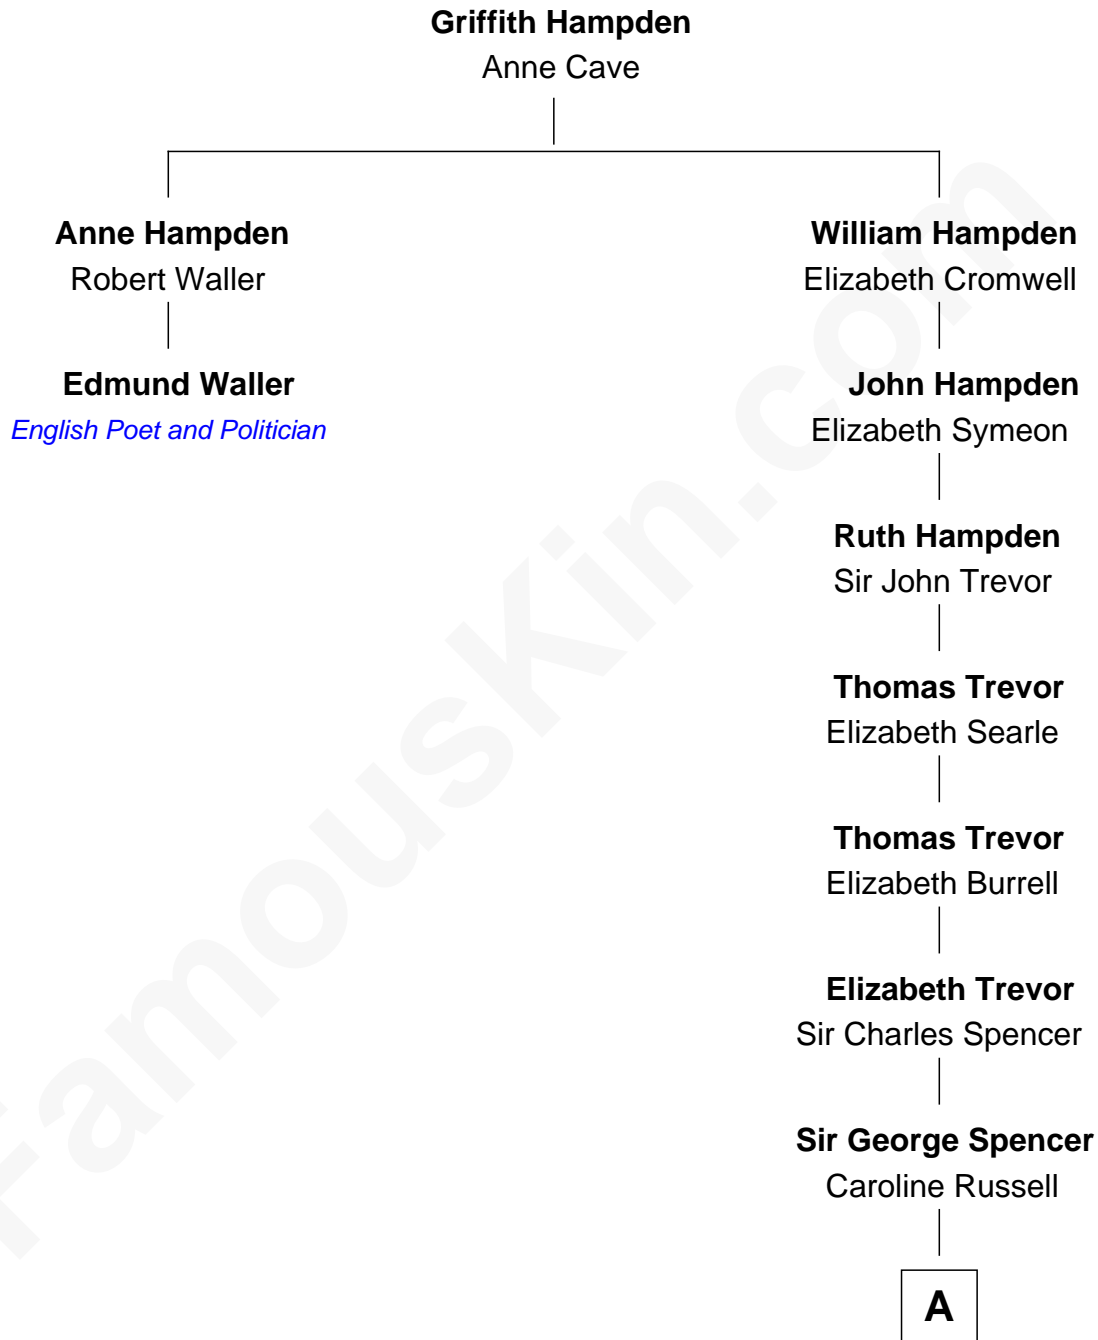 Griffith Hampden
Anne Cave
Anne Hampden
Robert Waller
William Hampden
Elizabeth Cromwell
Edmund Waller
English Poet and Politician
John Hampden
Elizabeth Symeon
Ruth Hampden
Sir John Trevor
Thomas Trevor
Elizabeth Searle
Thomas Trevor
Elizabeth Burrell
Elizabeth Trevor
Sir Charles Spencer
Sir George Spencer
Caroline Russell
A
FamousKin.com